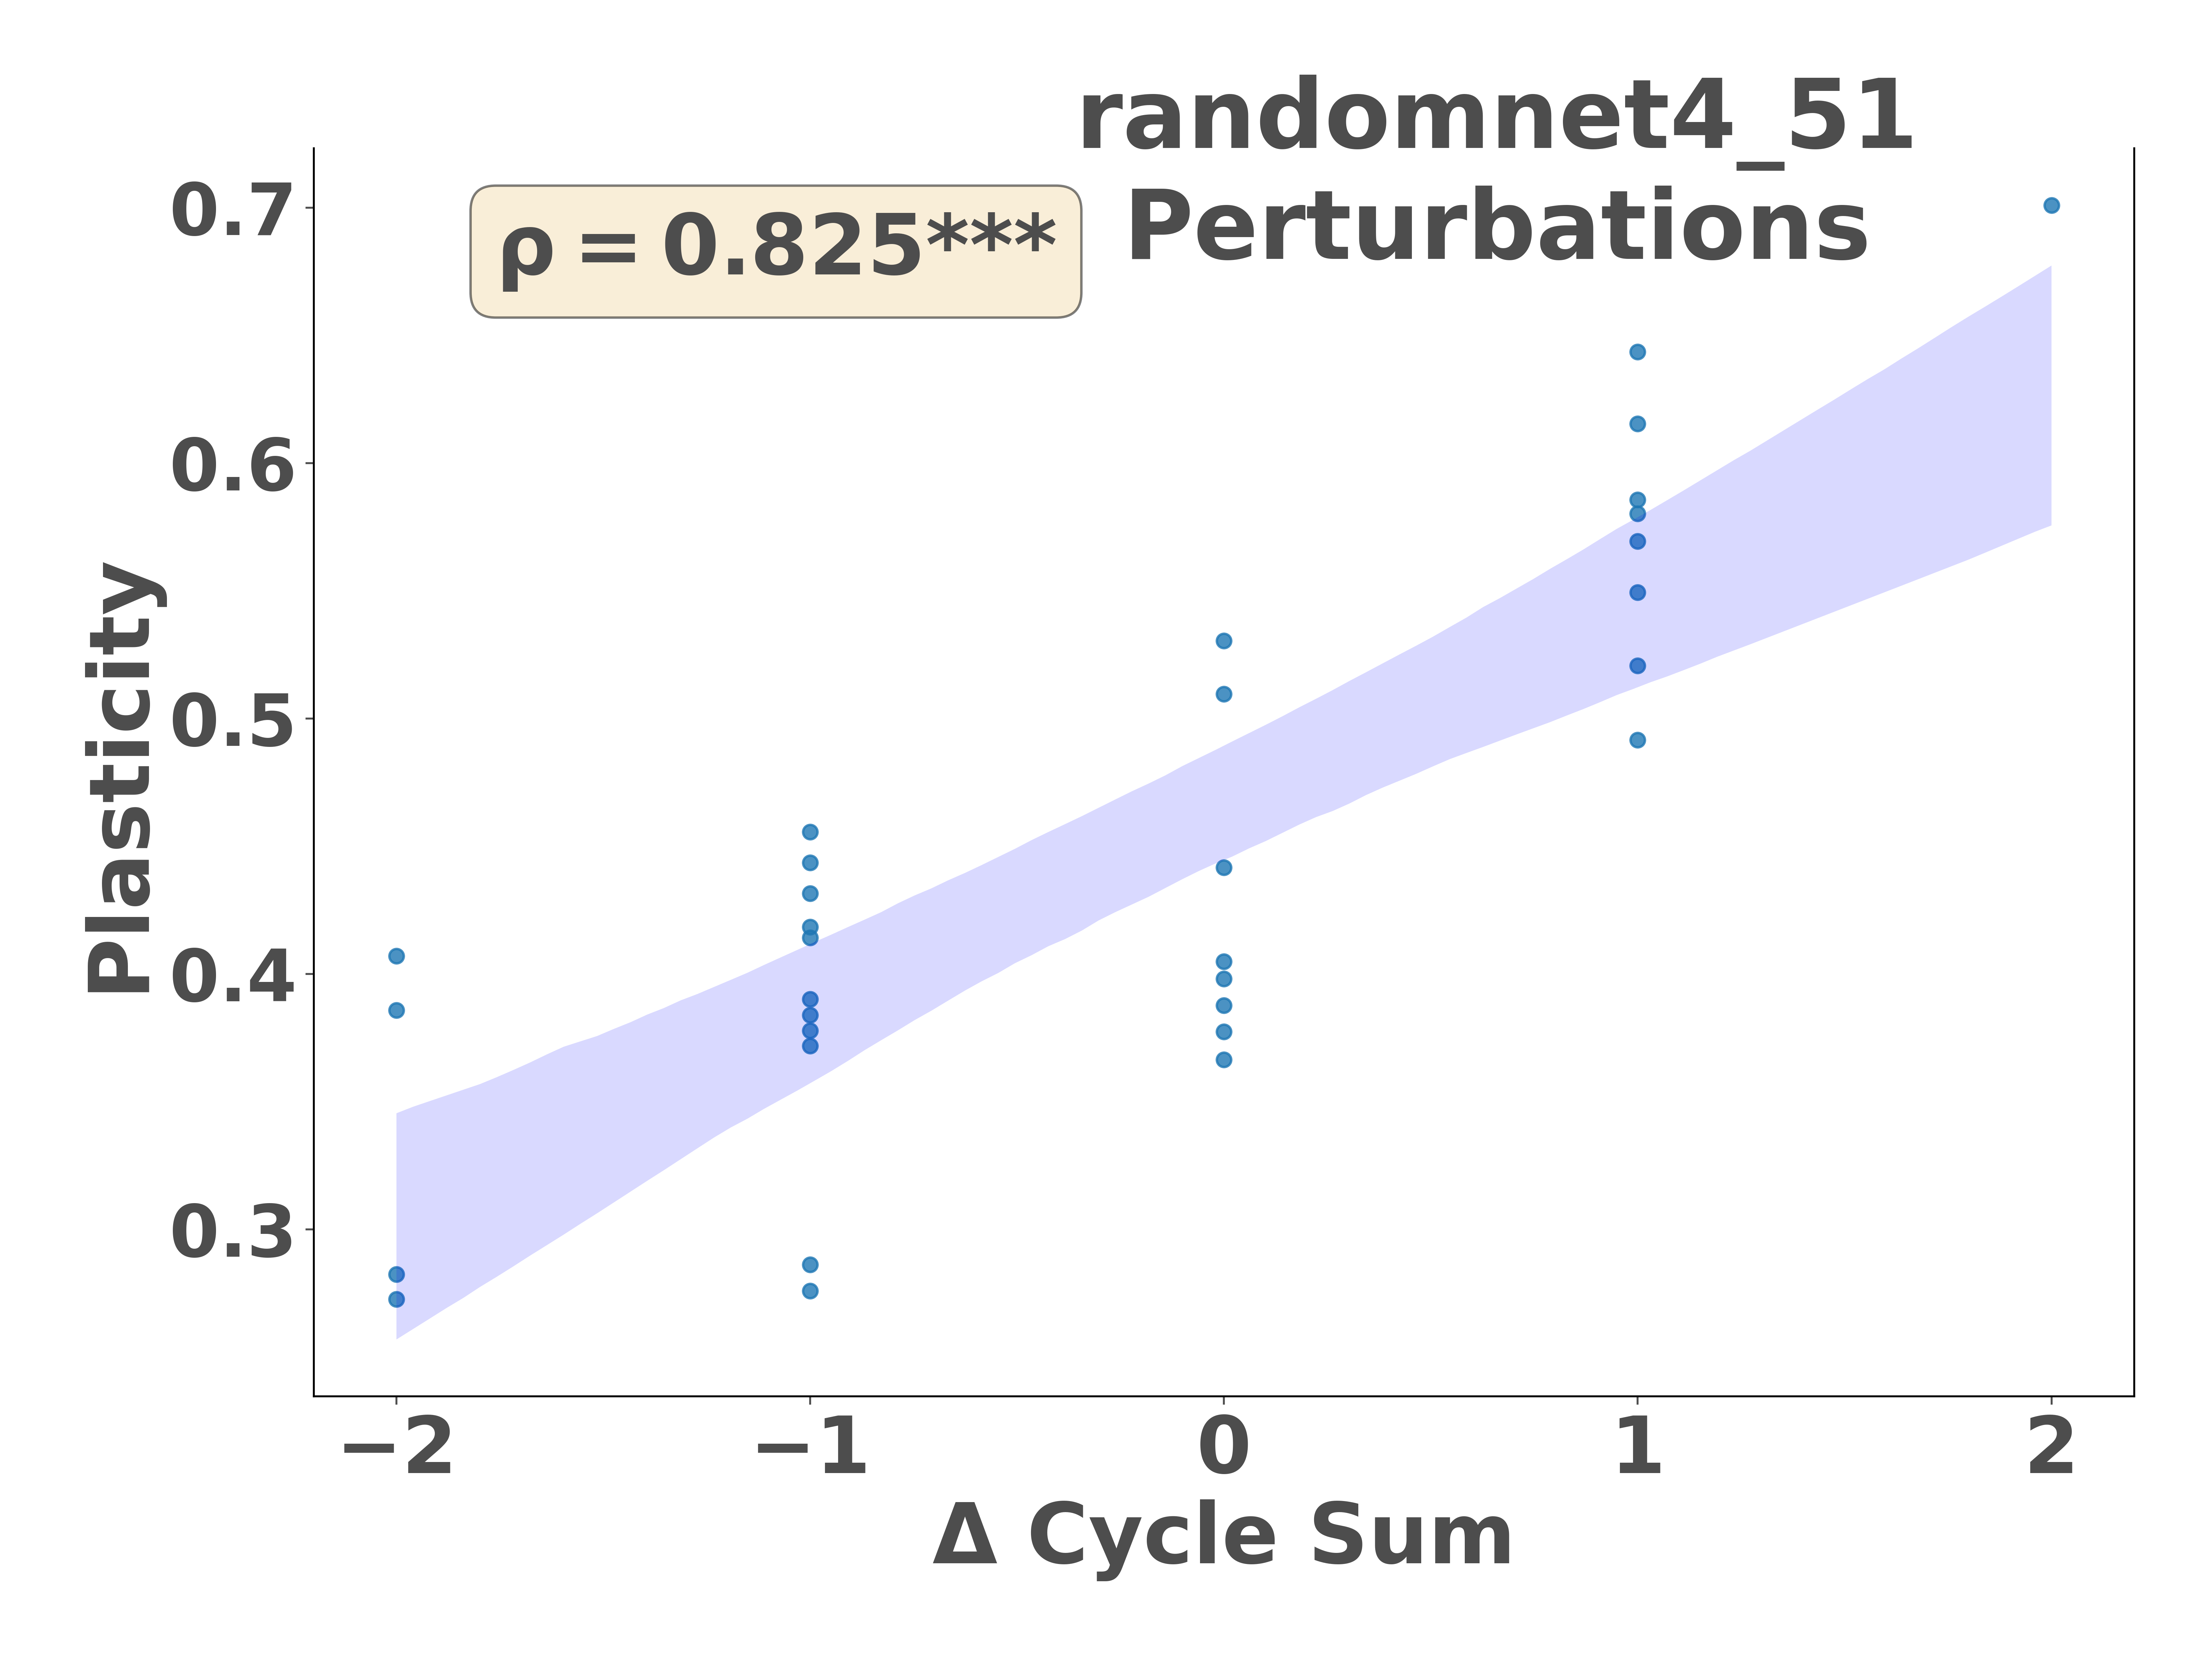 randomnet4_51
Perturbations
ρ = 0.825***
Plasticity
0.7
0.6
0.5
0.4
0.3
−2 −1 0 1 2
Δ Cycle Sum